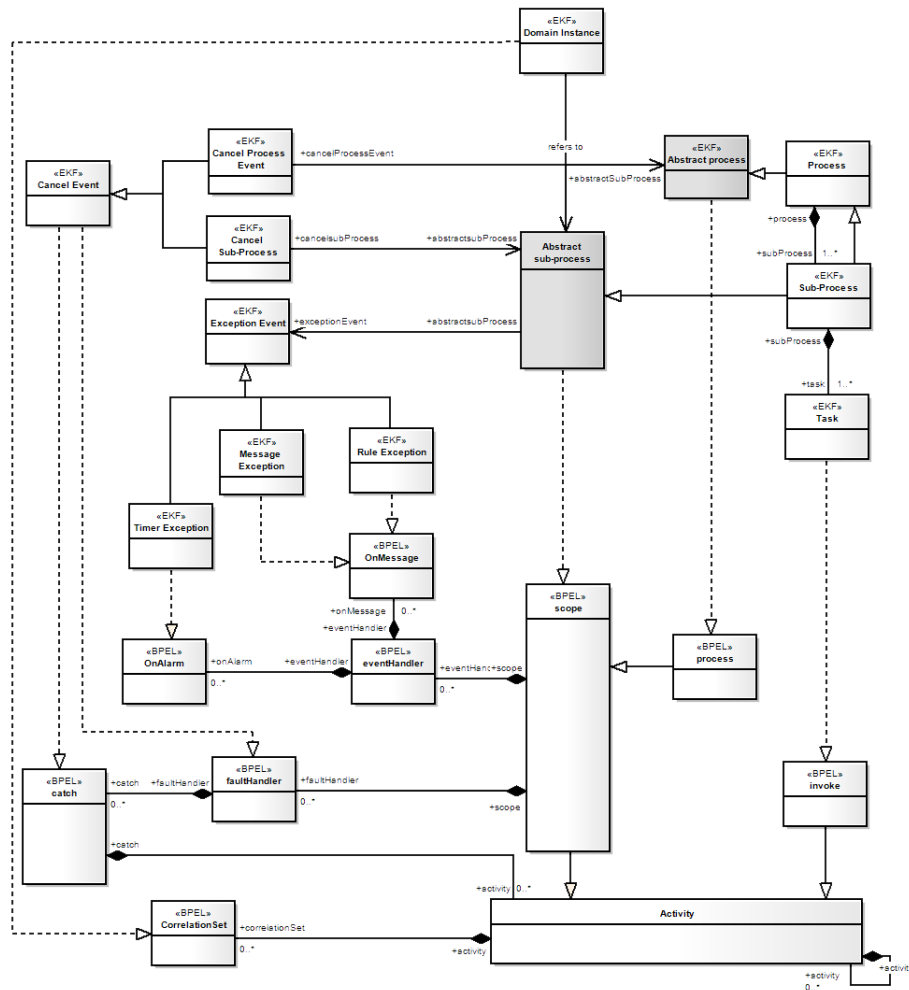 «EKF»
Domain Instance
refers to
«EKF»
Cancel Process
Event
+cancelProcessEvent
+abstractSubProcess
«EKF»
Abstract process
«EKF»
Process
«EKF»
Cancel Event
+process
«EKF»
Cancel
Sub-Process
+cancelsubProcess
+abstractsubProcess
Abstract
sub-process
+subProcess
1..*
«EKF»
Sub-Process
«EKF»
Exception Event
+exceptionEvent
+abstractsubProcess
+subProcess
+task
1..*
«EKF»
Task
«EKF»
Message
Exception
«EKF»
Rule Exception
«EKF»
Timer Exception
«BPEL»
OnMessage
+onMessage
0..*
+eventHandler
«BPEL»
scope
«BPEL»
OnAlarm
+onAlarm
0..*
+eventHandler
«BPEL»
eventHandler
+eventHanc
+scope
0..*
«BPEL»
process
«BPEL»
catch
+catch
0..*
+faultHandler
«BPEL»
faultHandler
+faultHandler
0..*
+scope
«BPEL»
invoke
+catch
+activity
0..*
Activity
«BPEL»
CorrelationSet
+correlationSet
0..*
+activity
+activit
+activity
0..*